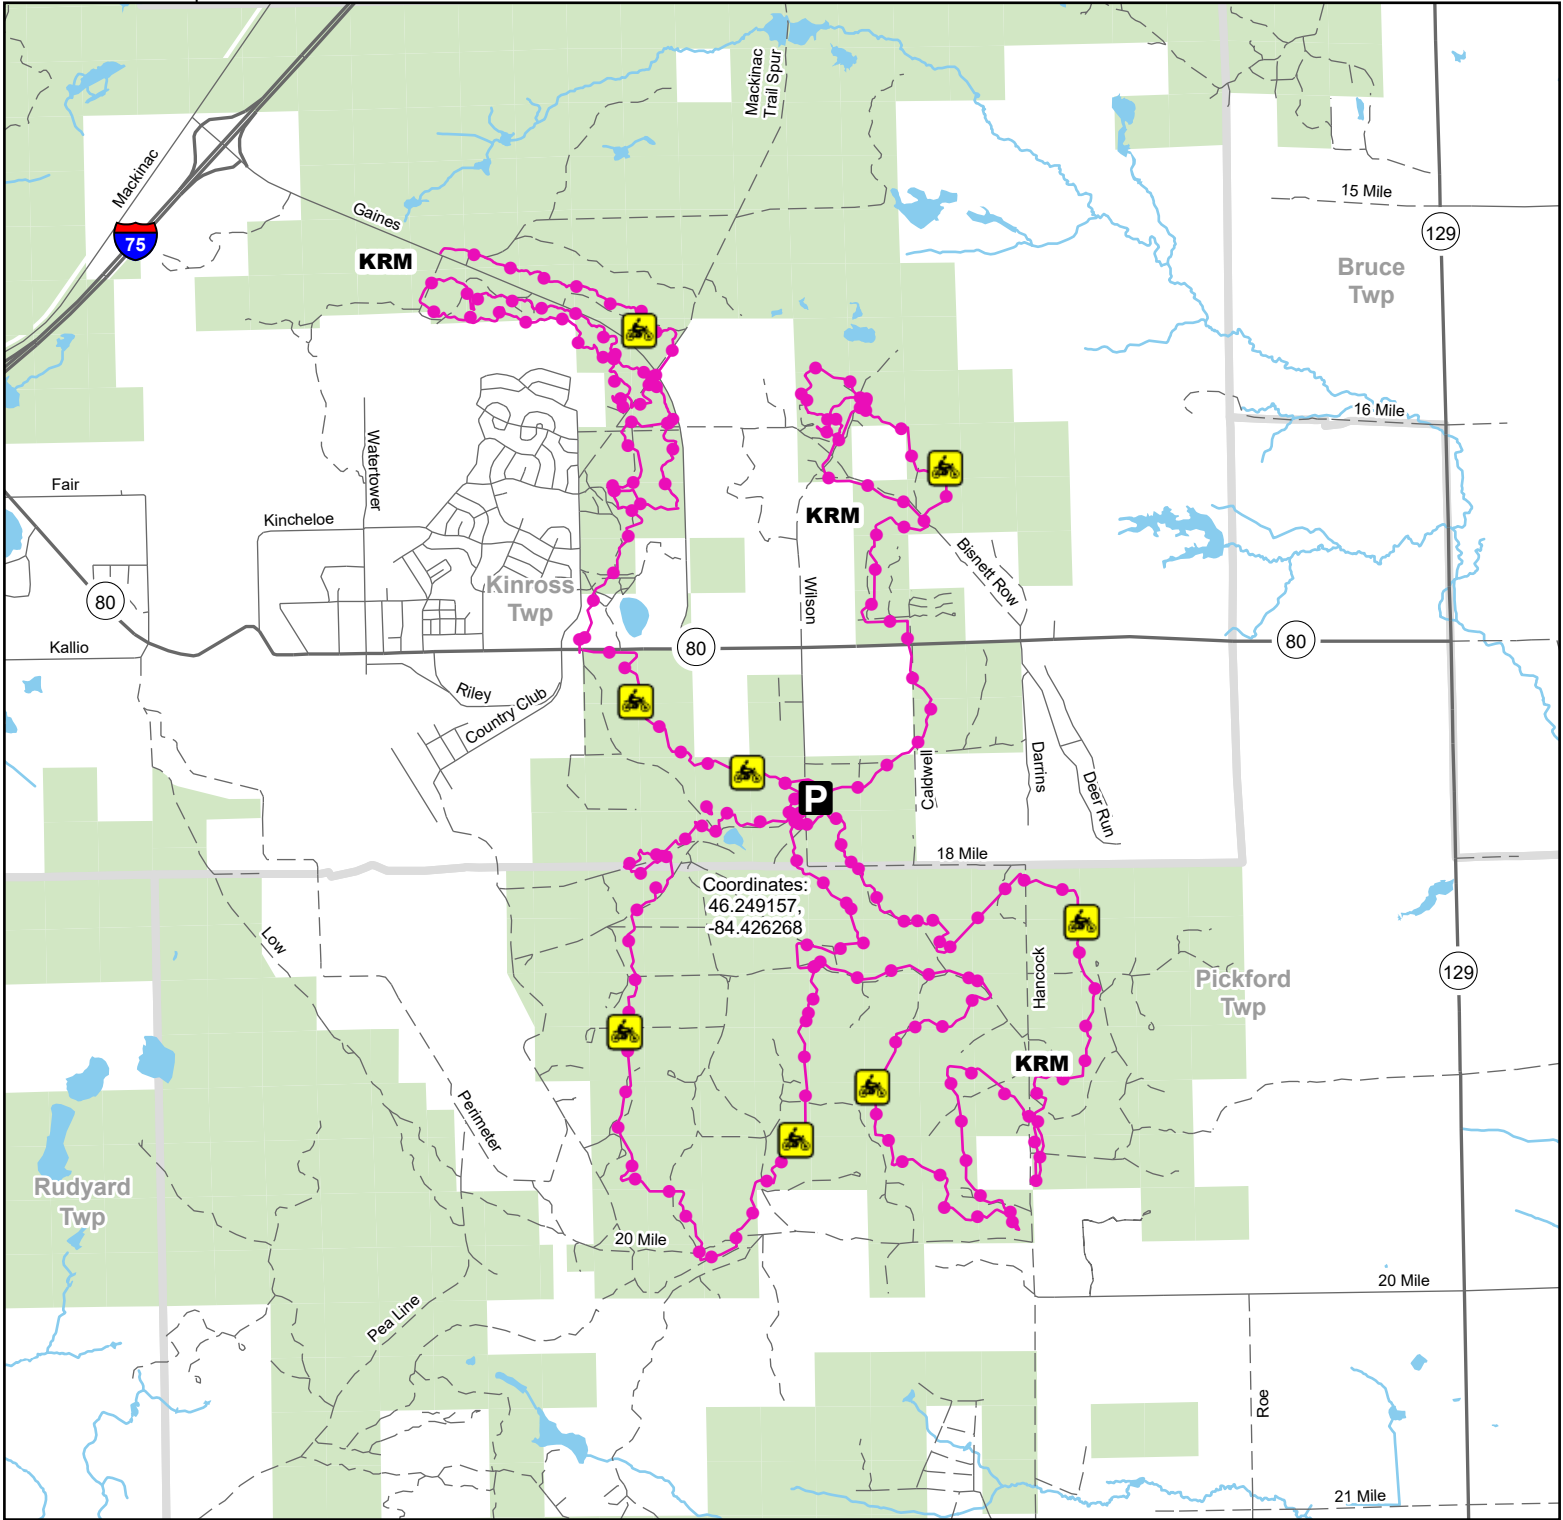 Mackinac
Trail Spur
Mackinac
15 Mile
Gaines
129
75
KRM
Bruce
Twp
16 Mile
Watertower
Fair
Kincheloe
KRM
Bisnett Row
Kinross
Twp
Wilson
80
Kallio
80
80
Riley
Country Club
Caldwell
Darrins
Deer Run
P
18 Mile
Coordinates:
46.249157,
-84.426268
Low
Hancock
129
Pickford
Twp
KRM
Perimeter
Rudyard
Twp
20 Mile
20 Mile
Pea Line
Roe
21 Mile